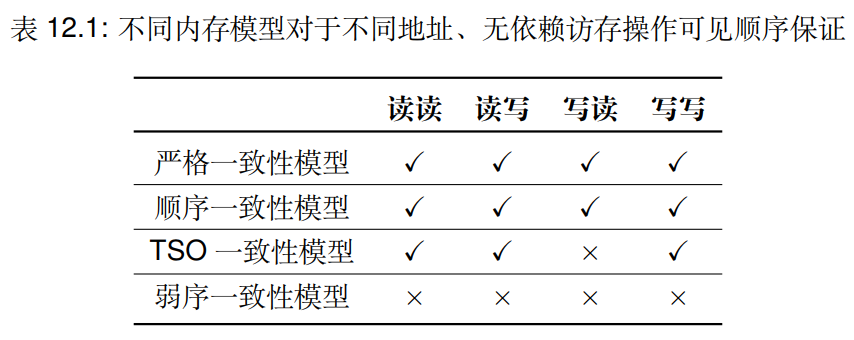 表 12.1: 不同内存模型对于不同地址、无依赖访存操作可见顺序保证
读读 读写 写读 写写
严格一致性模型 ✓ ✓ ✓ ✓
顺序一致性模型 ✓ ✓ ✓ ✓
TSO 一致性模型 ✓ ✓ × ✓
弱序一致性模型 × × × ×